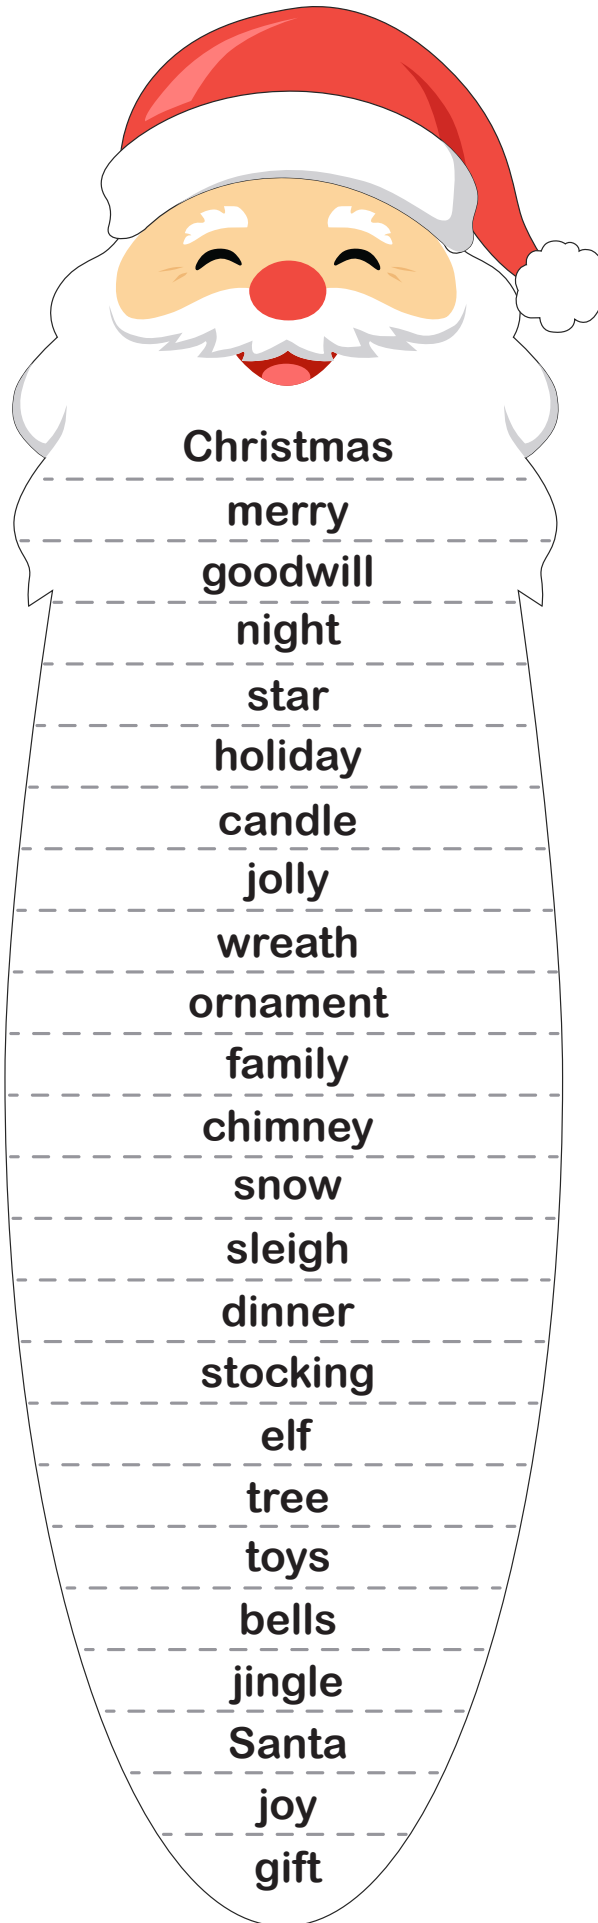 Christmas
merry
goodwill
night
star
holiday
candle
jolly
wreath
ornament
family
chimney
snow
sleigh
dinner
stocking
elf
tree
toys
bells
jingle
Santa
joy
gift